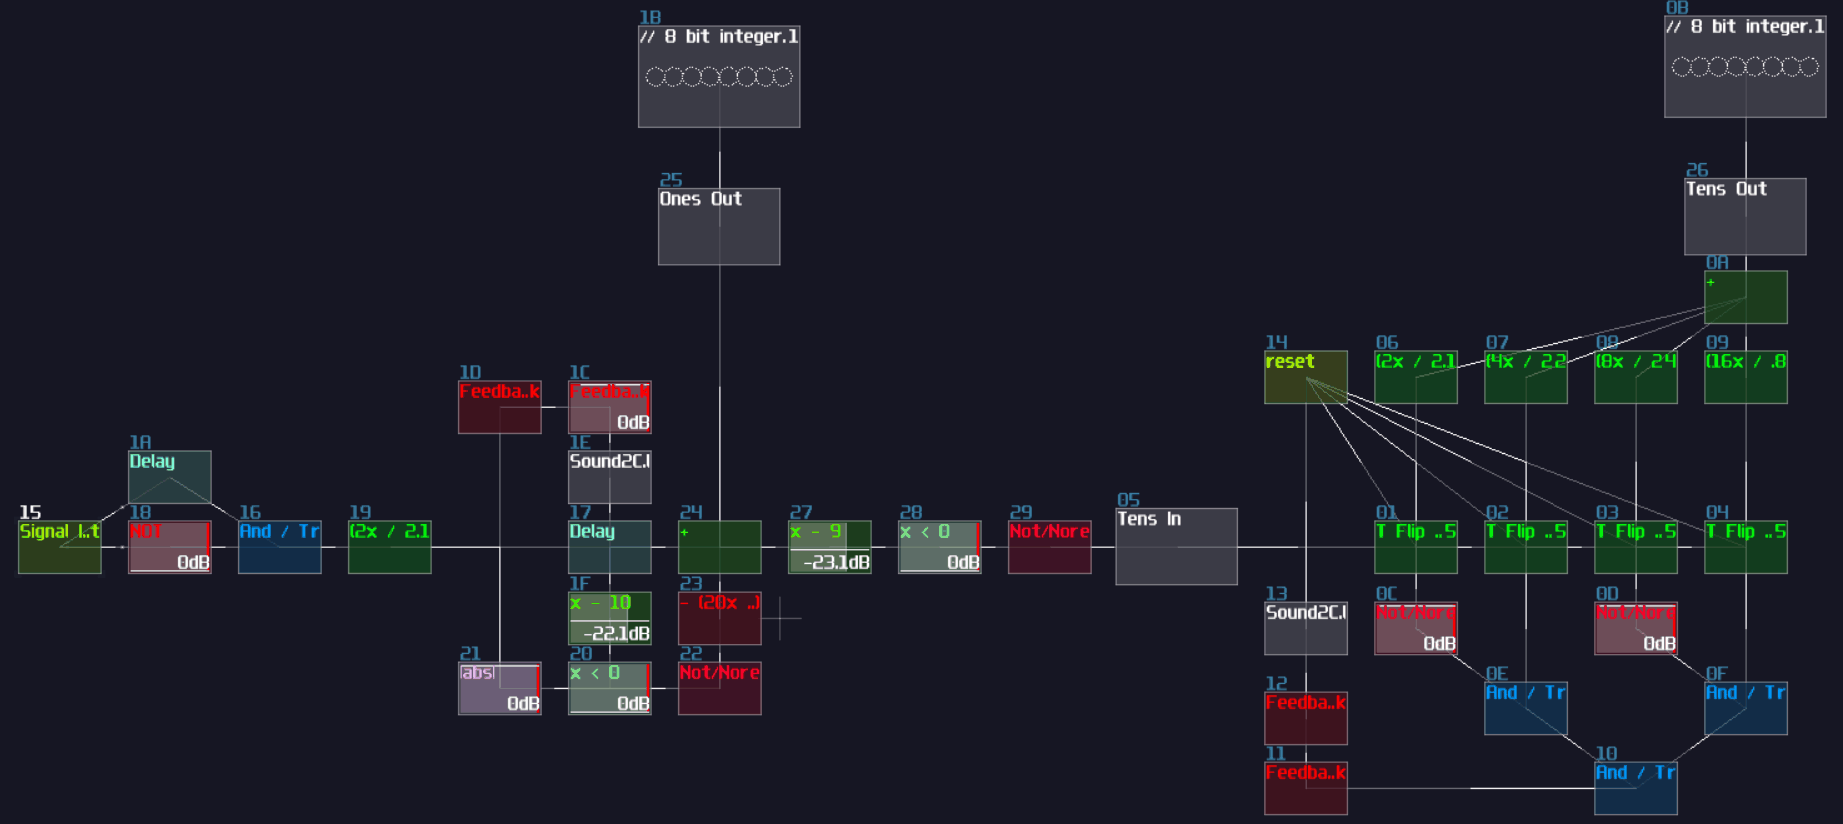 1B
// 8 bit integer.l
0B
// 8 bit integer.l
25
Ones Out
26
Tens Out
0A
+
14
reset
06
(2x / 2.1
07
(4x / 2.2
08
(8x / 2.4
09
(16x / .8
1D
Feedba..k
1C
Feedba..k
0dB
1A
Delay
1E
Sound2C.l
15
Signal I..t
18
NOT
0dB
16
And / Tr
19
(2x / 2.1
17
Delay
24
+
27
x - 9
-23.1dB
28
x < 0
0dB
29
Not/Nore
05
Tens In
01
T Flip ..5
02
T Flip ..5
03
T Flip ..5
04
T Flip ..5
1F
x - 10
-22.1dB
23
- (20x ..)
13
Sound2C.l
0C
Not/Nore
0dB
0D
Not/Nore
0dB
21
|abs|
0dB
20
x < 0
0dB
22
Not/Nore
12
Feedba..k
0E
And / Tr
0F
And / Tr
11
Feedba..k
10
And / Tr